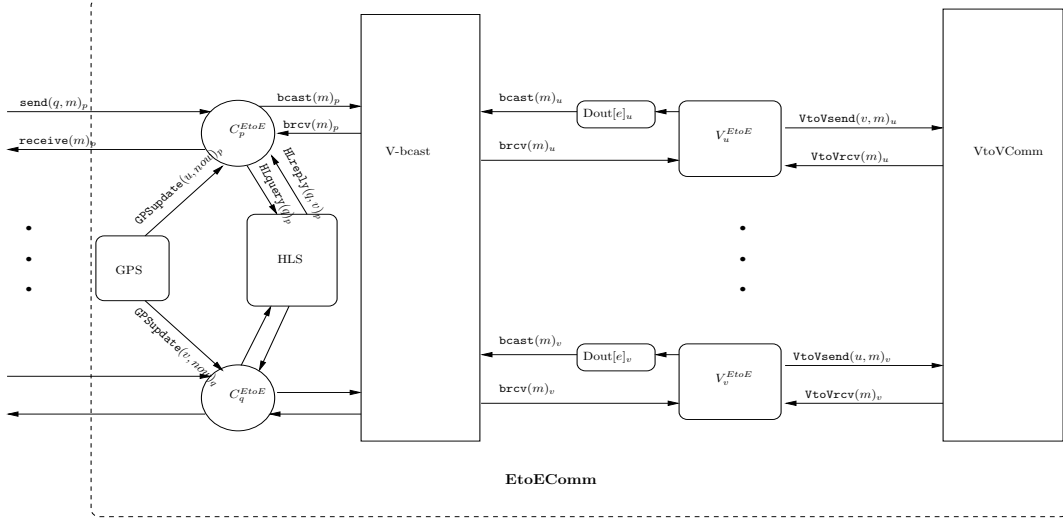 send(q, m)_p
bcast(m)_p
bcast(m)_u
Dout[e]_u
VtoVsend(v, m)_u
C_p^{EtoE}
V_u^{EtoE}
receive(m)_p
brcv(m)_p
V-bcast
brcv(m)_u
VtoVrcv(m)_u
VtoVComm
GPSupdate(u, now)_p
HLquery(q)_p
HLreply(q, v)_p
GPS
HLS
GPSupdate(v, now)_q
bcast(m)_v
Dout[e]_v
VtoVsend(u, m)_v
C_q^{EtoE}
V_v^{EtoE}
brcv(m)_v
VtoVrcv(m)_v
EtoEComm